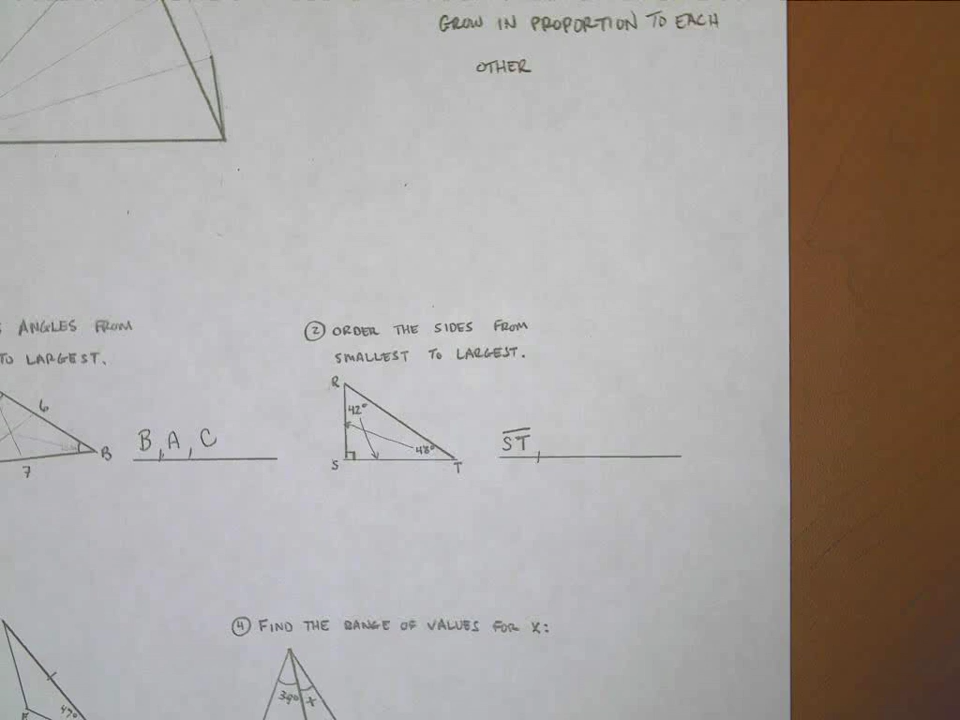 GROW IN PROPORTION TO EACH
OTHER
ANGLES FROM
TO LARGEST.
6
B
7
B, A, C
② ORDER THE SIDES FROM
SMALLEST TO LARGEST.
R
42°
48°
S
T
ST,
④ FIND THE RANGE OF VALUES FOR X:
39°
X